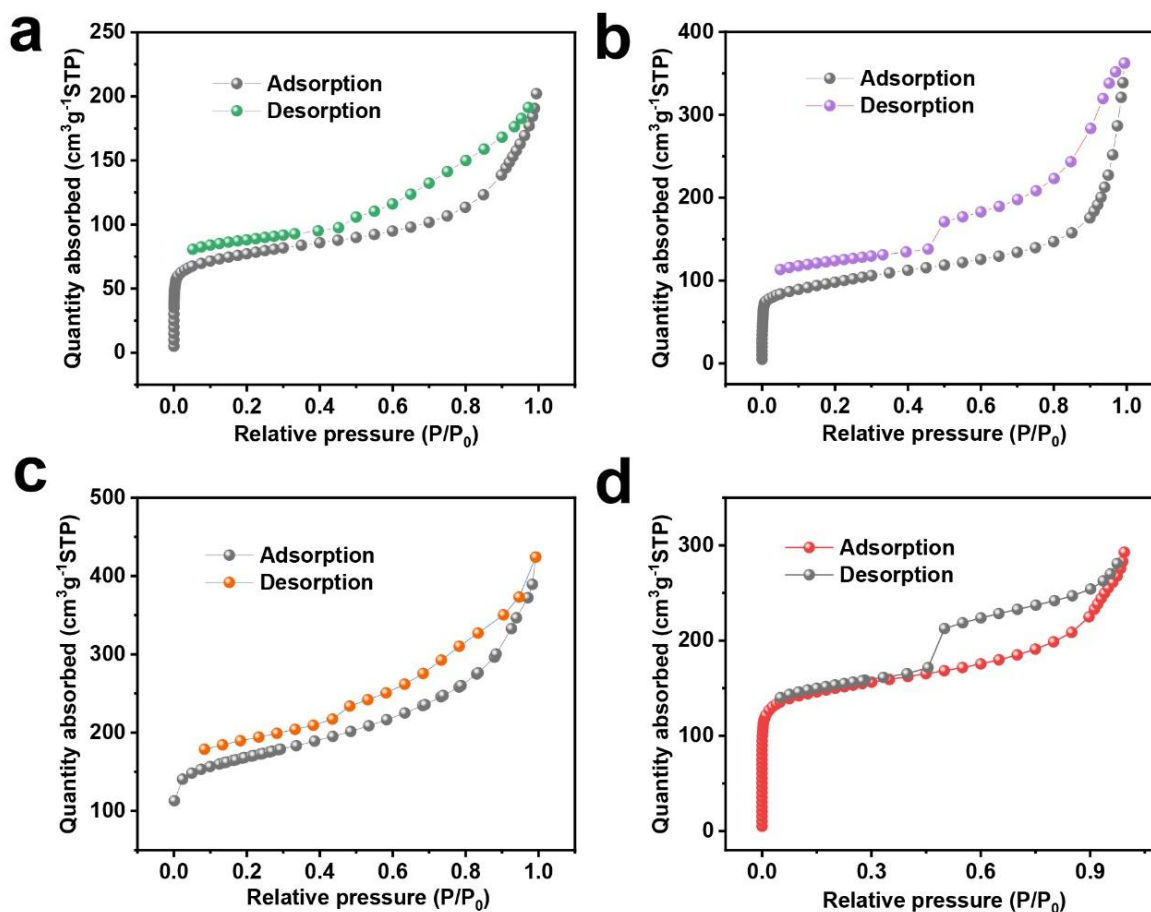 a
Quantity absorbed (cm³g⁻¹STP)
250
200
150
100
50
0
Adsorption
Desorption
0.0 0.2 0.4 0.6 0.8 1.0
Relative pressure (P/P₀)
b
Quantity absorbed (cm³g⁻¹STP)
400
300
200
100
0
Adsorption
Desorption
0.0 0.2 0.4 0.6 0.8 1.0
Relative pressure (P/P₀)
c
Quantity absorbed (cm³g⁻¹STP)
500
400
300
200
100
Adsorption
Desorption
0.0 0.2 0.4 0.6 0.8 1.0
Relative pressure (P/P₀)
d
Quantity absorbed (cm³g⁻¹STP)
300
200
100
0
Adsorption
Desorption
0.0 0.3 0.6 0.9
Relative pressure (P/P₀)